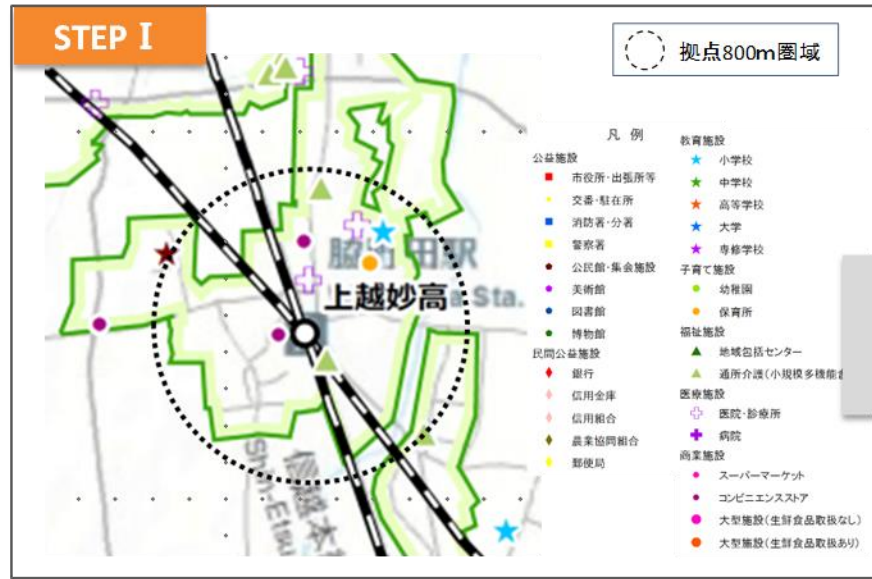 STEP Ⅰ
拠点800m圏域
上越妙高
Sta.
Shin-Etsu
信越本
凡 例
公益施設
市役所・出張所等
交番・駐在所
消防署・分署
警察署
公民館・集会施設
美術館
図書館
博物館
民間公益施設
銀行
信用金庫
信用組合
農業協同組合
郵便局
教育施設
小学校
中学校
高等学校
大学
専修学校
子育て施設
幼稚園
保育所
福祉施設
地域包括センター
通所介護(小規模多機能含
医療施設
医院・診療所
病院
商業施設
スーパーマーケット
コンビニエンスストア
大型施設(生鮮食品取扱なし)
大型施設(生鮮食品取扱あり)